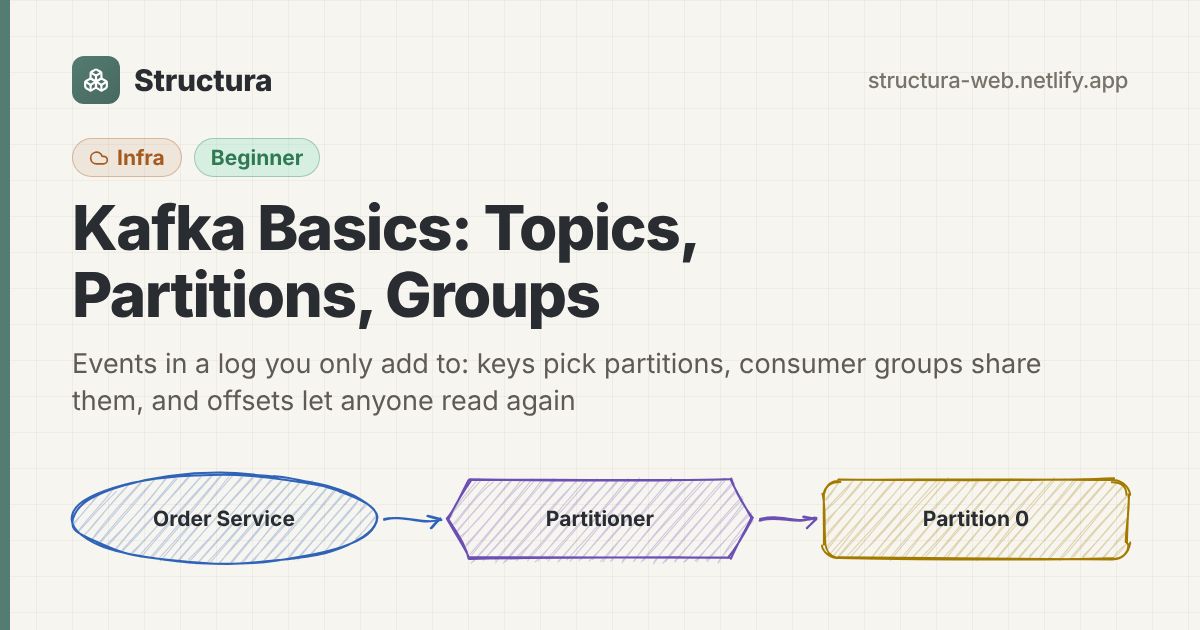 Structura
structura-web.netlify.app
Infra
Beginner
Kafka Basics: Topics,
Partitions, Groups
Events in a log you only add to: keys pick partitions, consumer groups share
them, and offsets let anyone read again
Order Service
Partitioner
Partition 0